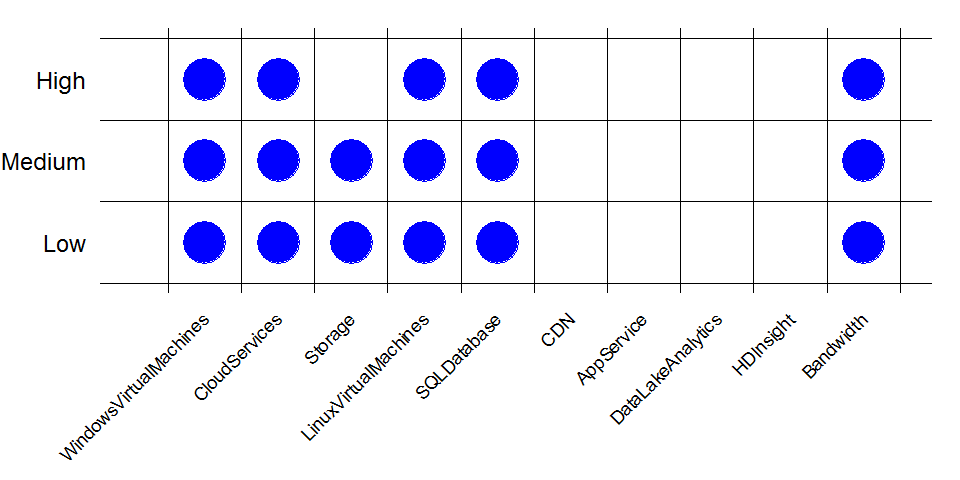 High
Medium
Low
WindowsVirtualMachines
CloudServices
Storage
LinuxVirtualMachines
SQLDatabase
CDN
AppService
DataLakeAnalytics
HDInsight
Bandwidth